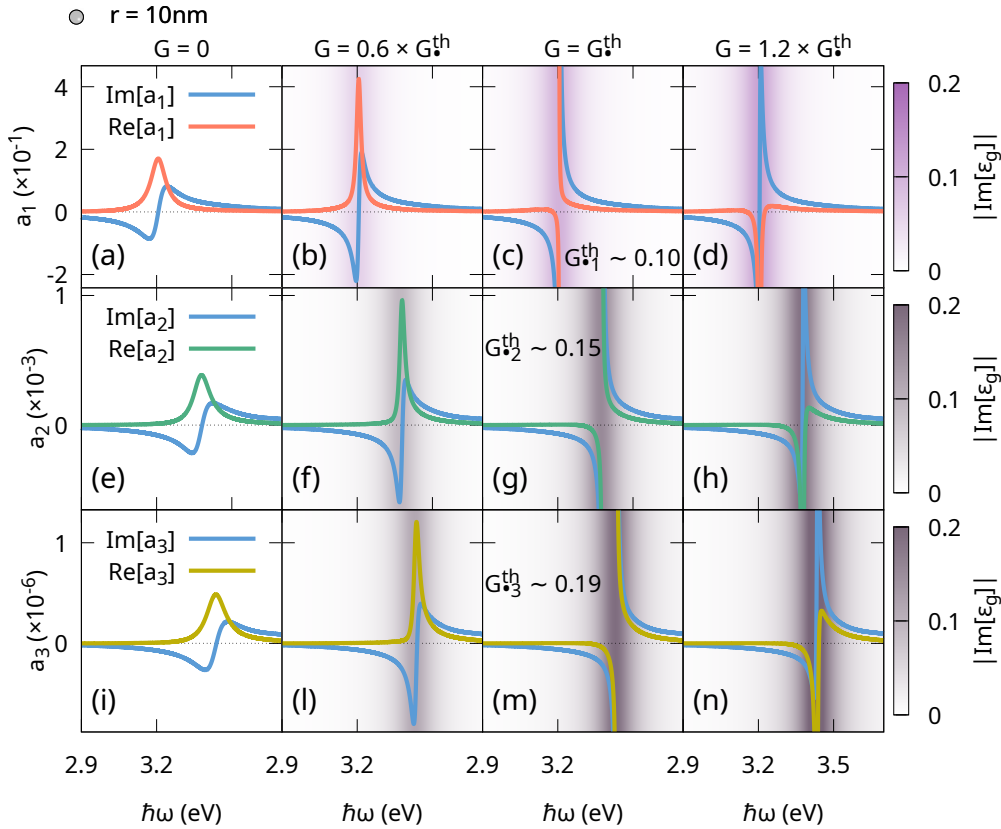 r = 10nm
G = 0
G = 0.6 × G•th
G = G•th
G = 1.2 × G•th
a1 (×10-1)
4
2
0
-2
Im[a1]
Re[a1]
(a)
(b)
(c)
G•1th ~ 0.10
(d)
0.2
0.1
0
|Im[εg]|
a2 (×10-3)
1
0
Im[a2]
Re[a2]
(e)
(f)
G•2th ~ 0.15
(g)
(h)
0.2
0.1
0
|Im[εg]|
a3 (×10-6)
1
0
Im[a3]
Re[a3]
(i)
(l)
G•3th ~ 0.19
(m)
(n)
0.2
0.1
0
|Im[εg]|
2.9 3.2 2.9 3.2 2.9 3.2 2.9 3.2 3.5
ħω (eV) ħω (eV) ħω (eV) ħω (eV)